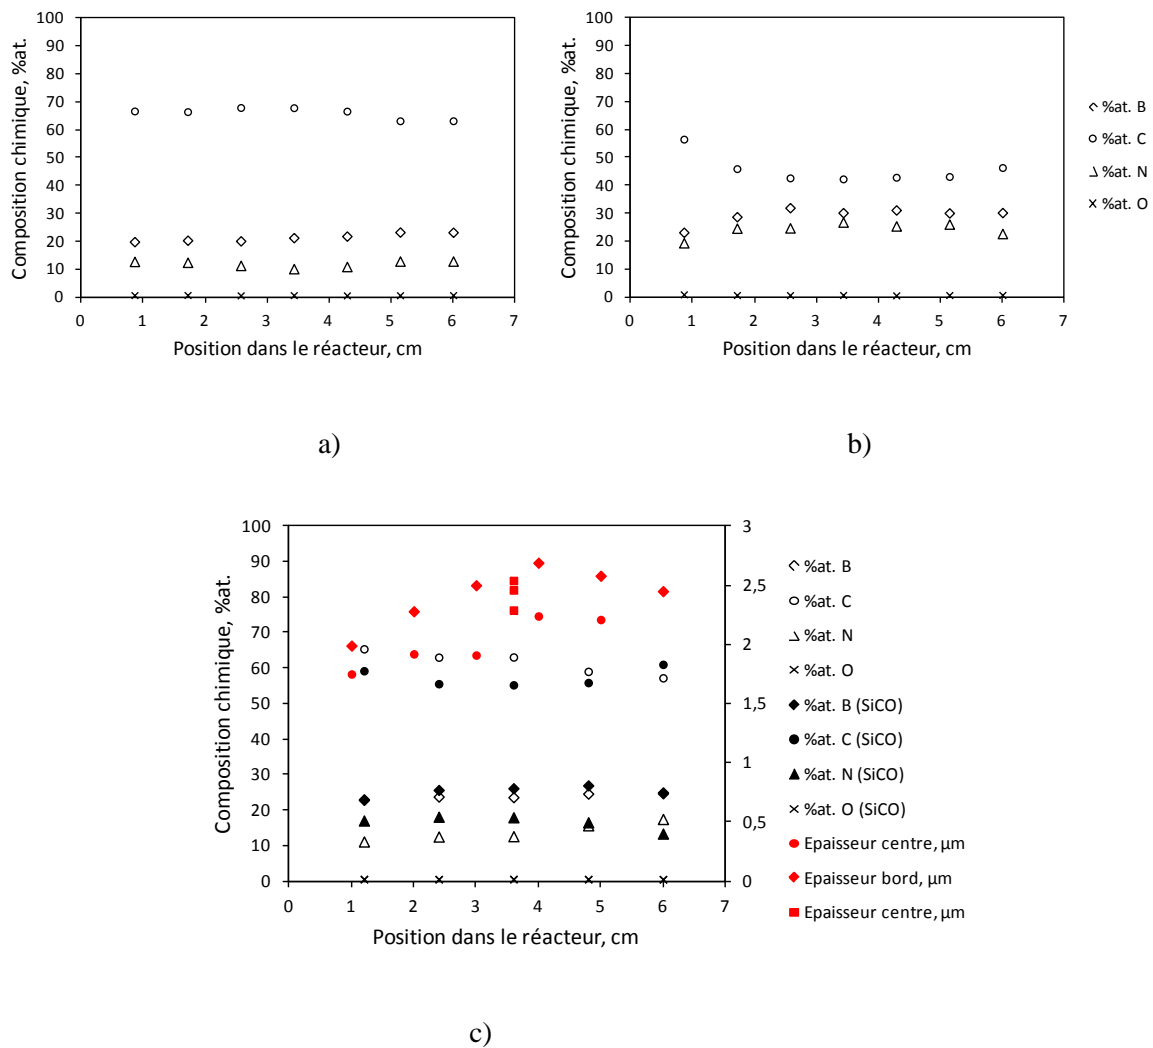 100
90
80
70
60
50
40
30
20
10
0
Composition chimique, %at.
0 1 2 3 4 5 6 7
Position dans le réacteur, cm
a)
100
90
80
70
60
50
40
30
20
10
0
Composition chimique, %at.
0 1 2 3 4 5 6 7
Position dans le réacteur, cm
%at. B
%at. C
%at. N
%at. O
b)
100
90
80
70
60
50
40
30
20
10
0
Composition chimique, %at.
3
2,5
2
1,5
1
0,5
0
0 1 2 3 4 5 6 7
Position dans le réacteur, cm
%at. B
%at. C
%at. N
%at. O
%at. B (SiCO)
%at. C (SiCO)
%at. N (SiCO)
%at. O (SiCO)
Epaisseur centre, µm
Epaisseur bord, µm
Epaisseur centre, µm
c)